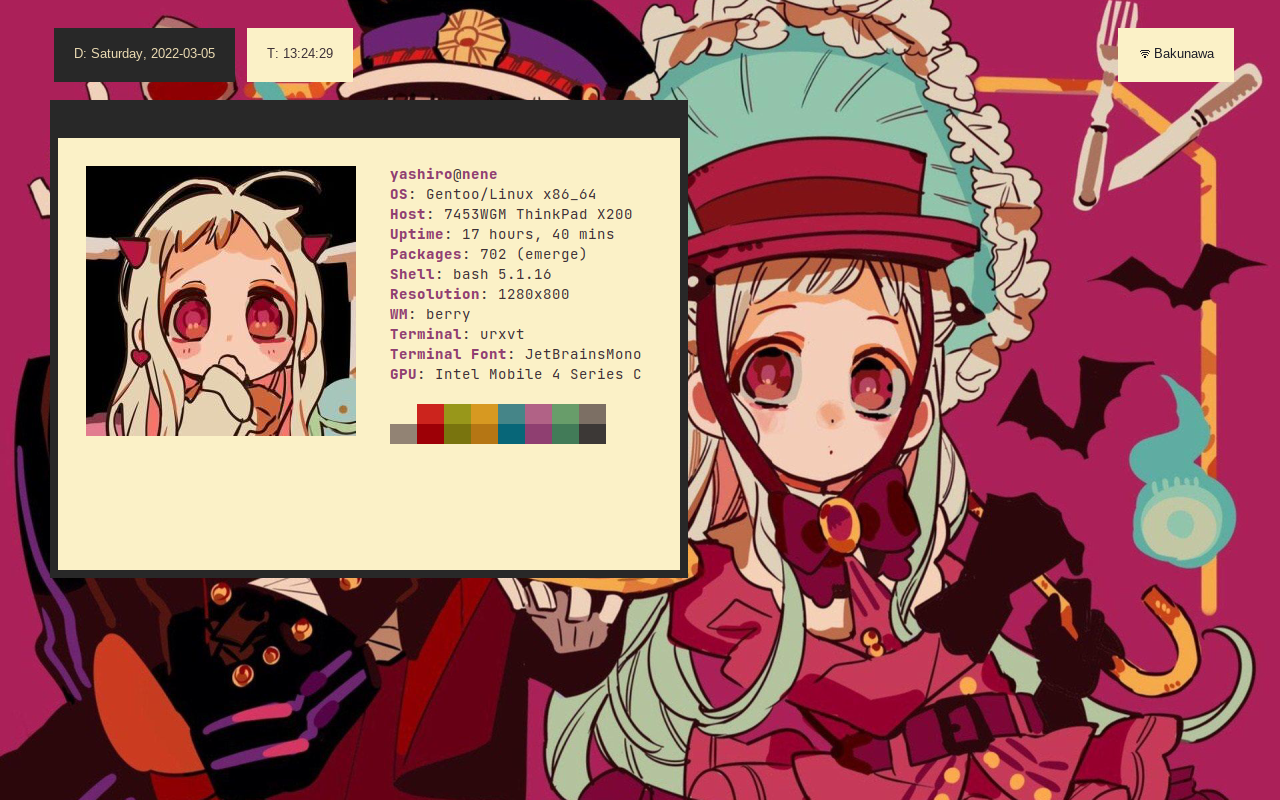 D: Saturday, 2022-03-05
T: 13:24:29
Bakunawa
yashiro@nene
OS: Gentoo/Linux x86_64
Host: 7453WGM ThinkPad X200
Uptime: 17 hours, 40 mins
Packages: 702 (emerge)
Shell: bash 5.1.16
Resolution: 1280x800
WM: berry
Terminal: urxvt
Terminal Font: JetBrainsMono
GPU: Intel Mobile 4 Series C